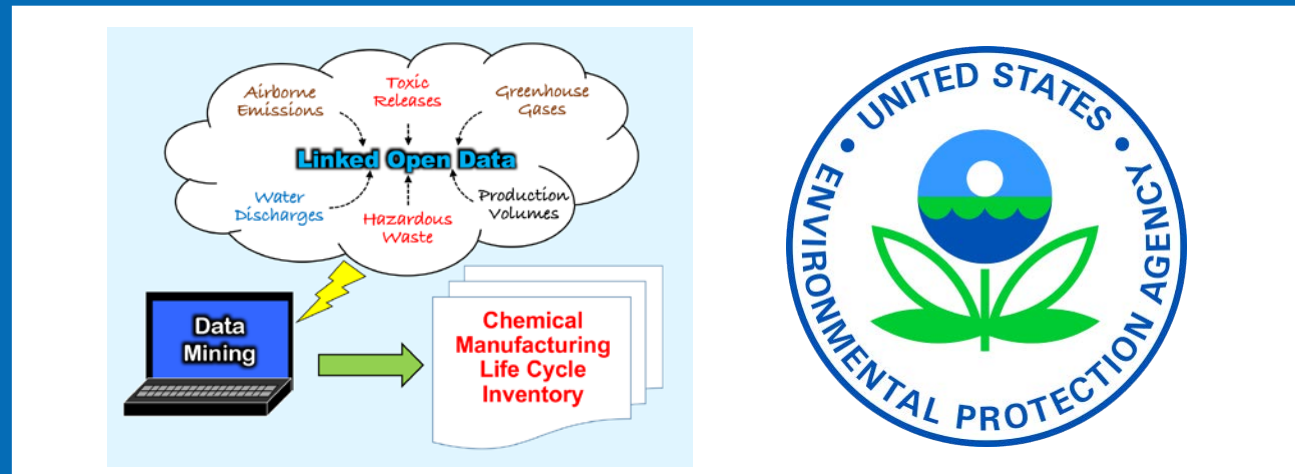 Airborne
Emissions
Toxic
Releases
Greenhouse
Gases
Linked Open Data
Water
Discharges
Hazardous
Waste
Production
Volumes
Data
Mining
Chemical
Manufacturing
Life Cycle
Inventory
• UNITED STATES •
ENVIRONMENTAL PROTECTION AGENCY